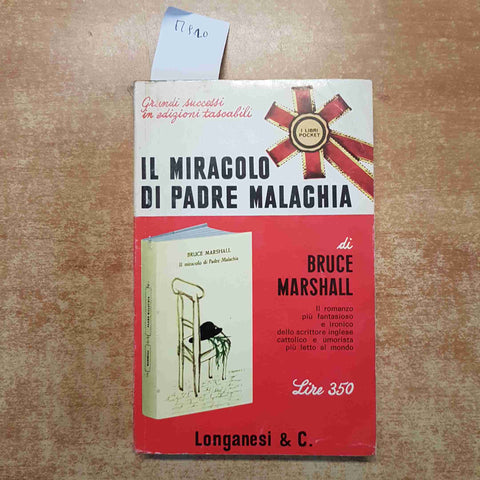 Grandi successi
in edizioni tascabili
I LIBRI
POCKET
IL MIRACOLO
DI PADRE MALACHIA
di
BRUCE
MARSHALL
Il romanzo
più fantasioso
e ironico
dello scrittore inglese
cattolico e umorista
più letto al mondo
BRUCE MARSHALL
Il miracolo di Padre Malachia
Lire 350
Longanesi & C.